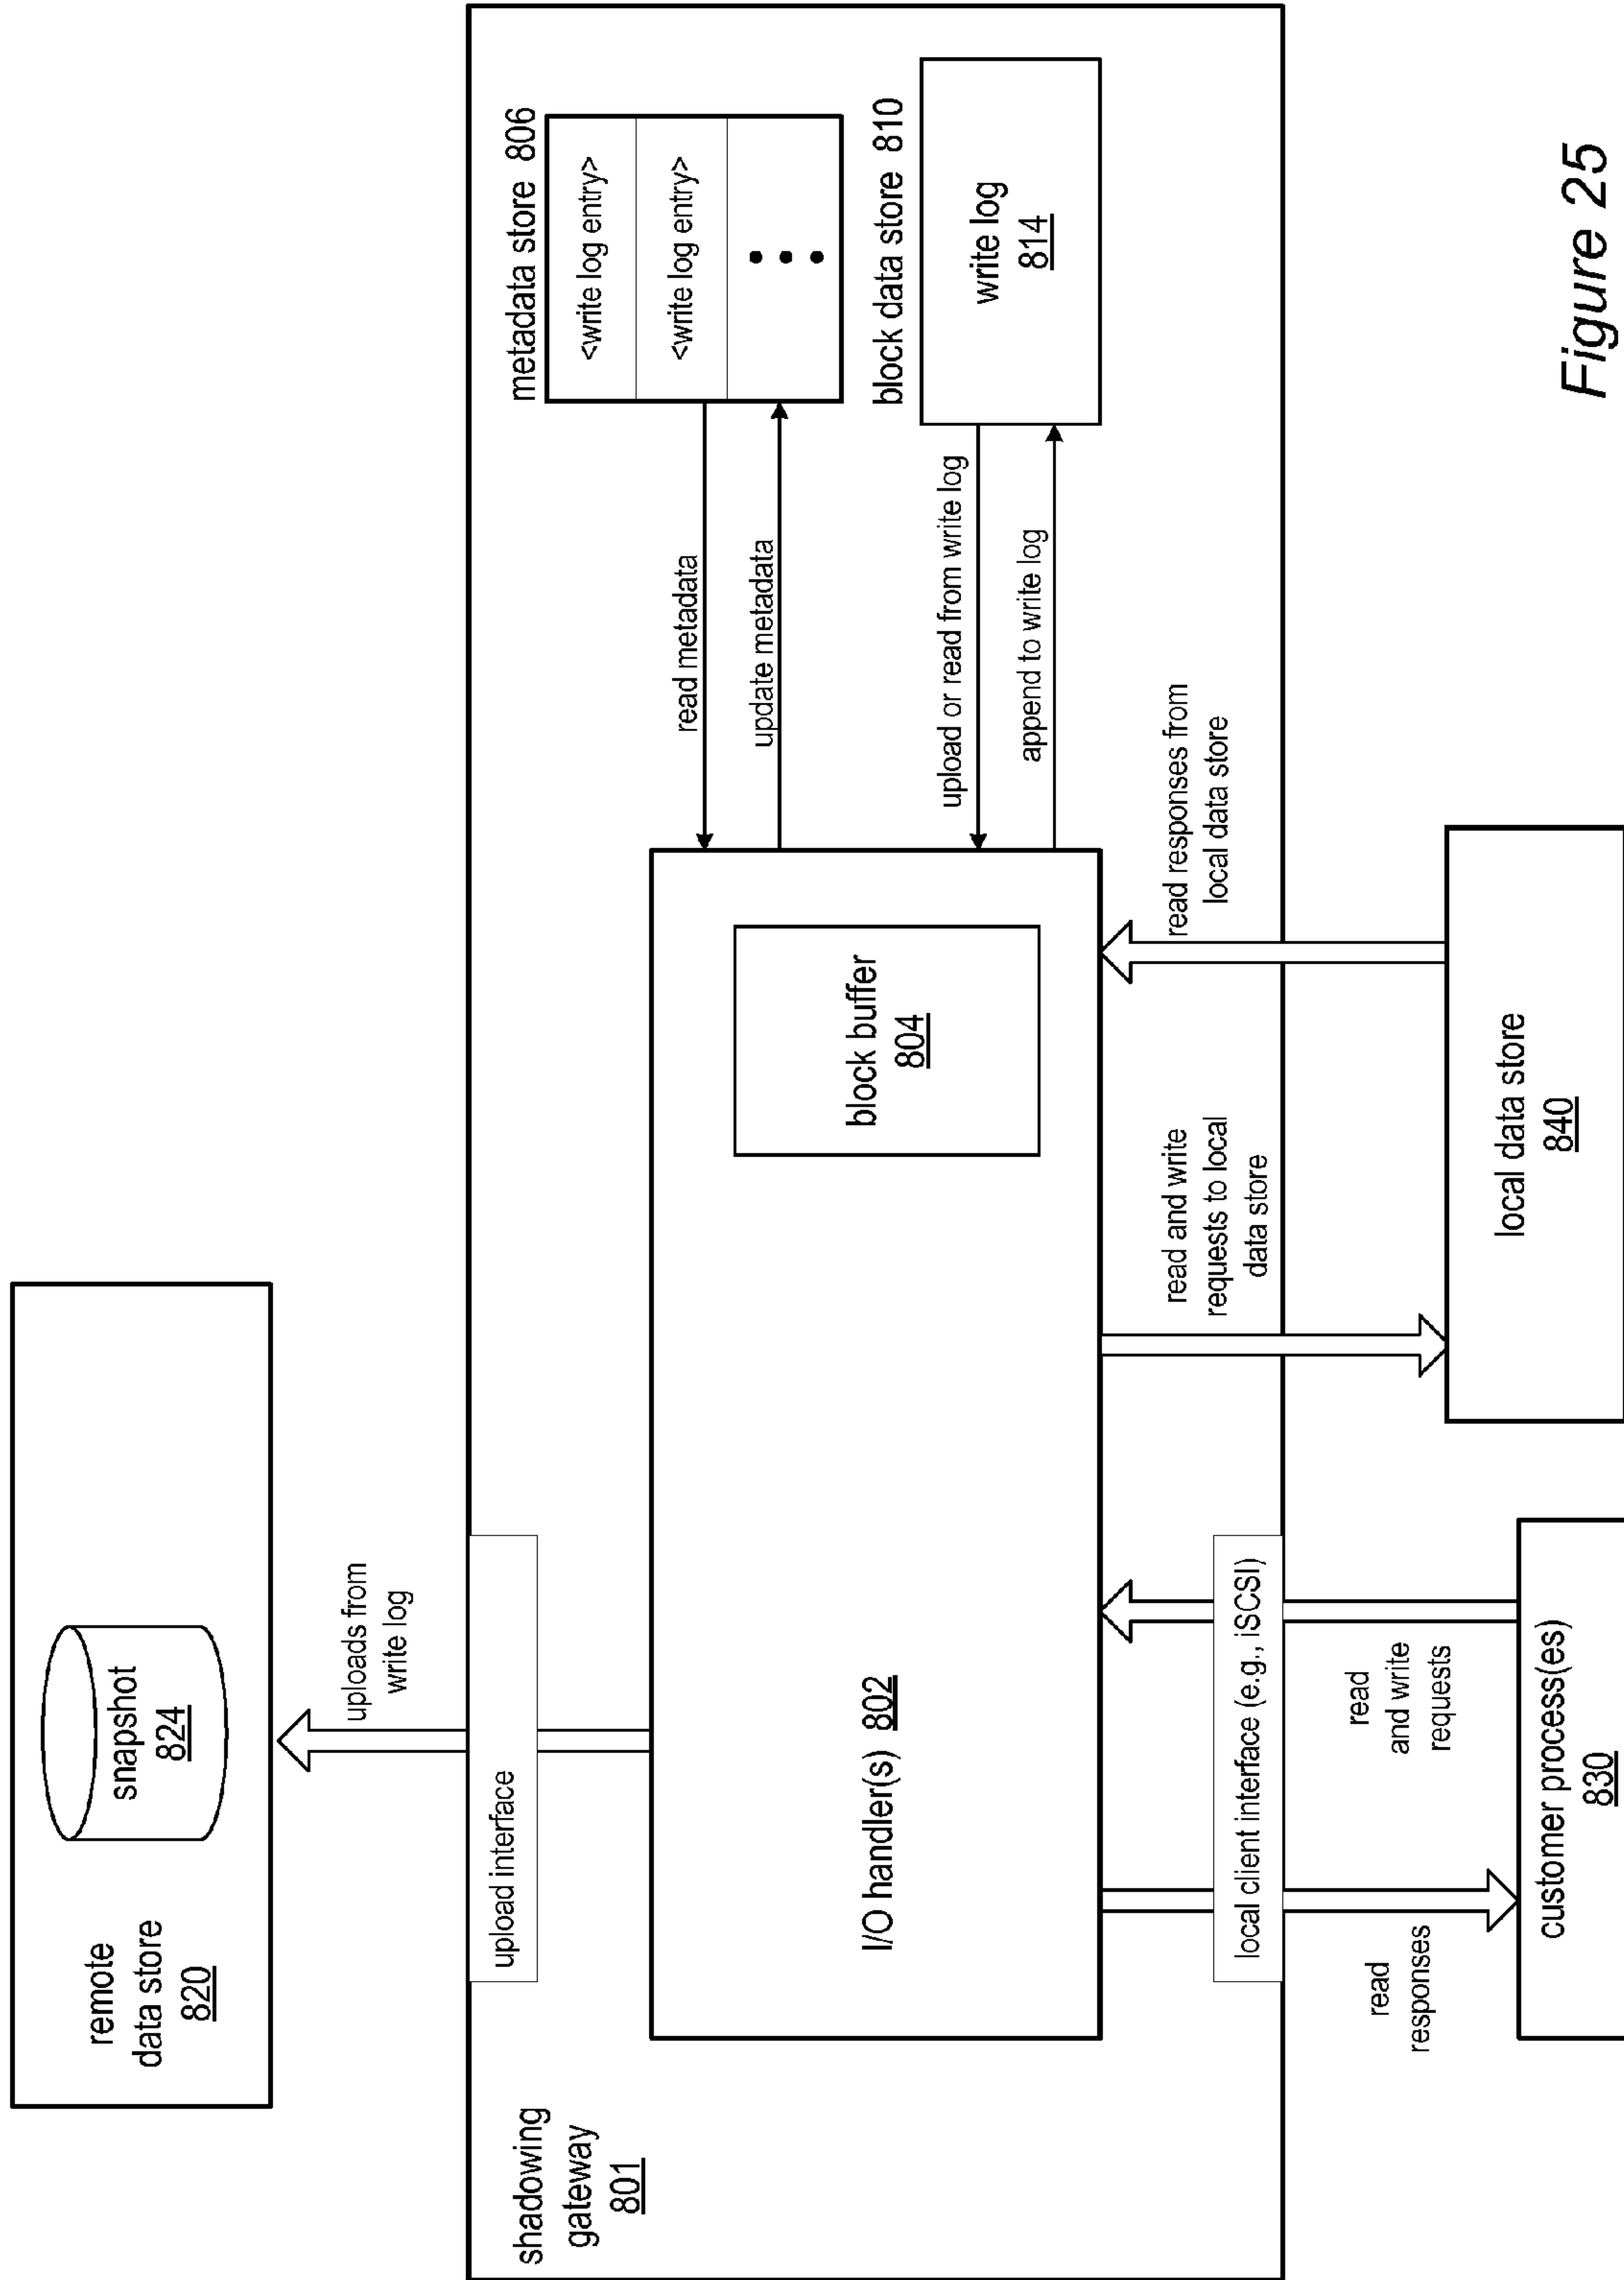 remote
data store
820
snapshot
824
uploads from
write log
shadowing
gateway
801
upload interface
I/O handler(s) 802
block buffer
804
read metadata
update metadata
metadata store 806
<write log entry>
<write log entry>
upload or read from write log
append to write log
block data store 810
write log
814
local client interface (e.g., iSCSI)
read
responses
read
and write
requests
read and write
requests to local
data store
read responses from
local data store
customer process(es)
830
local data store
840
Figure 25